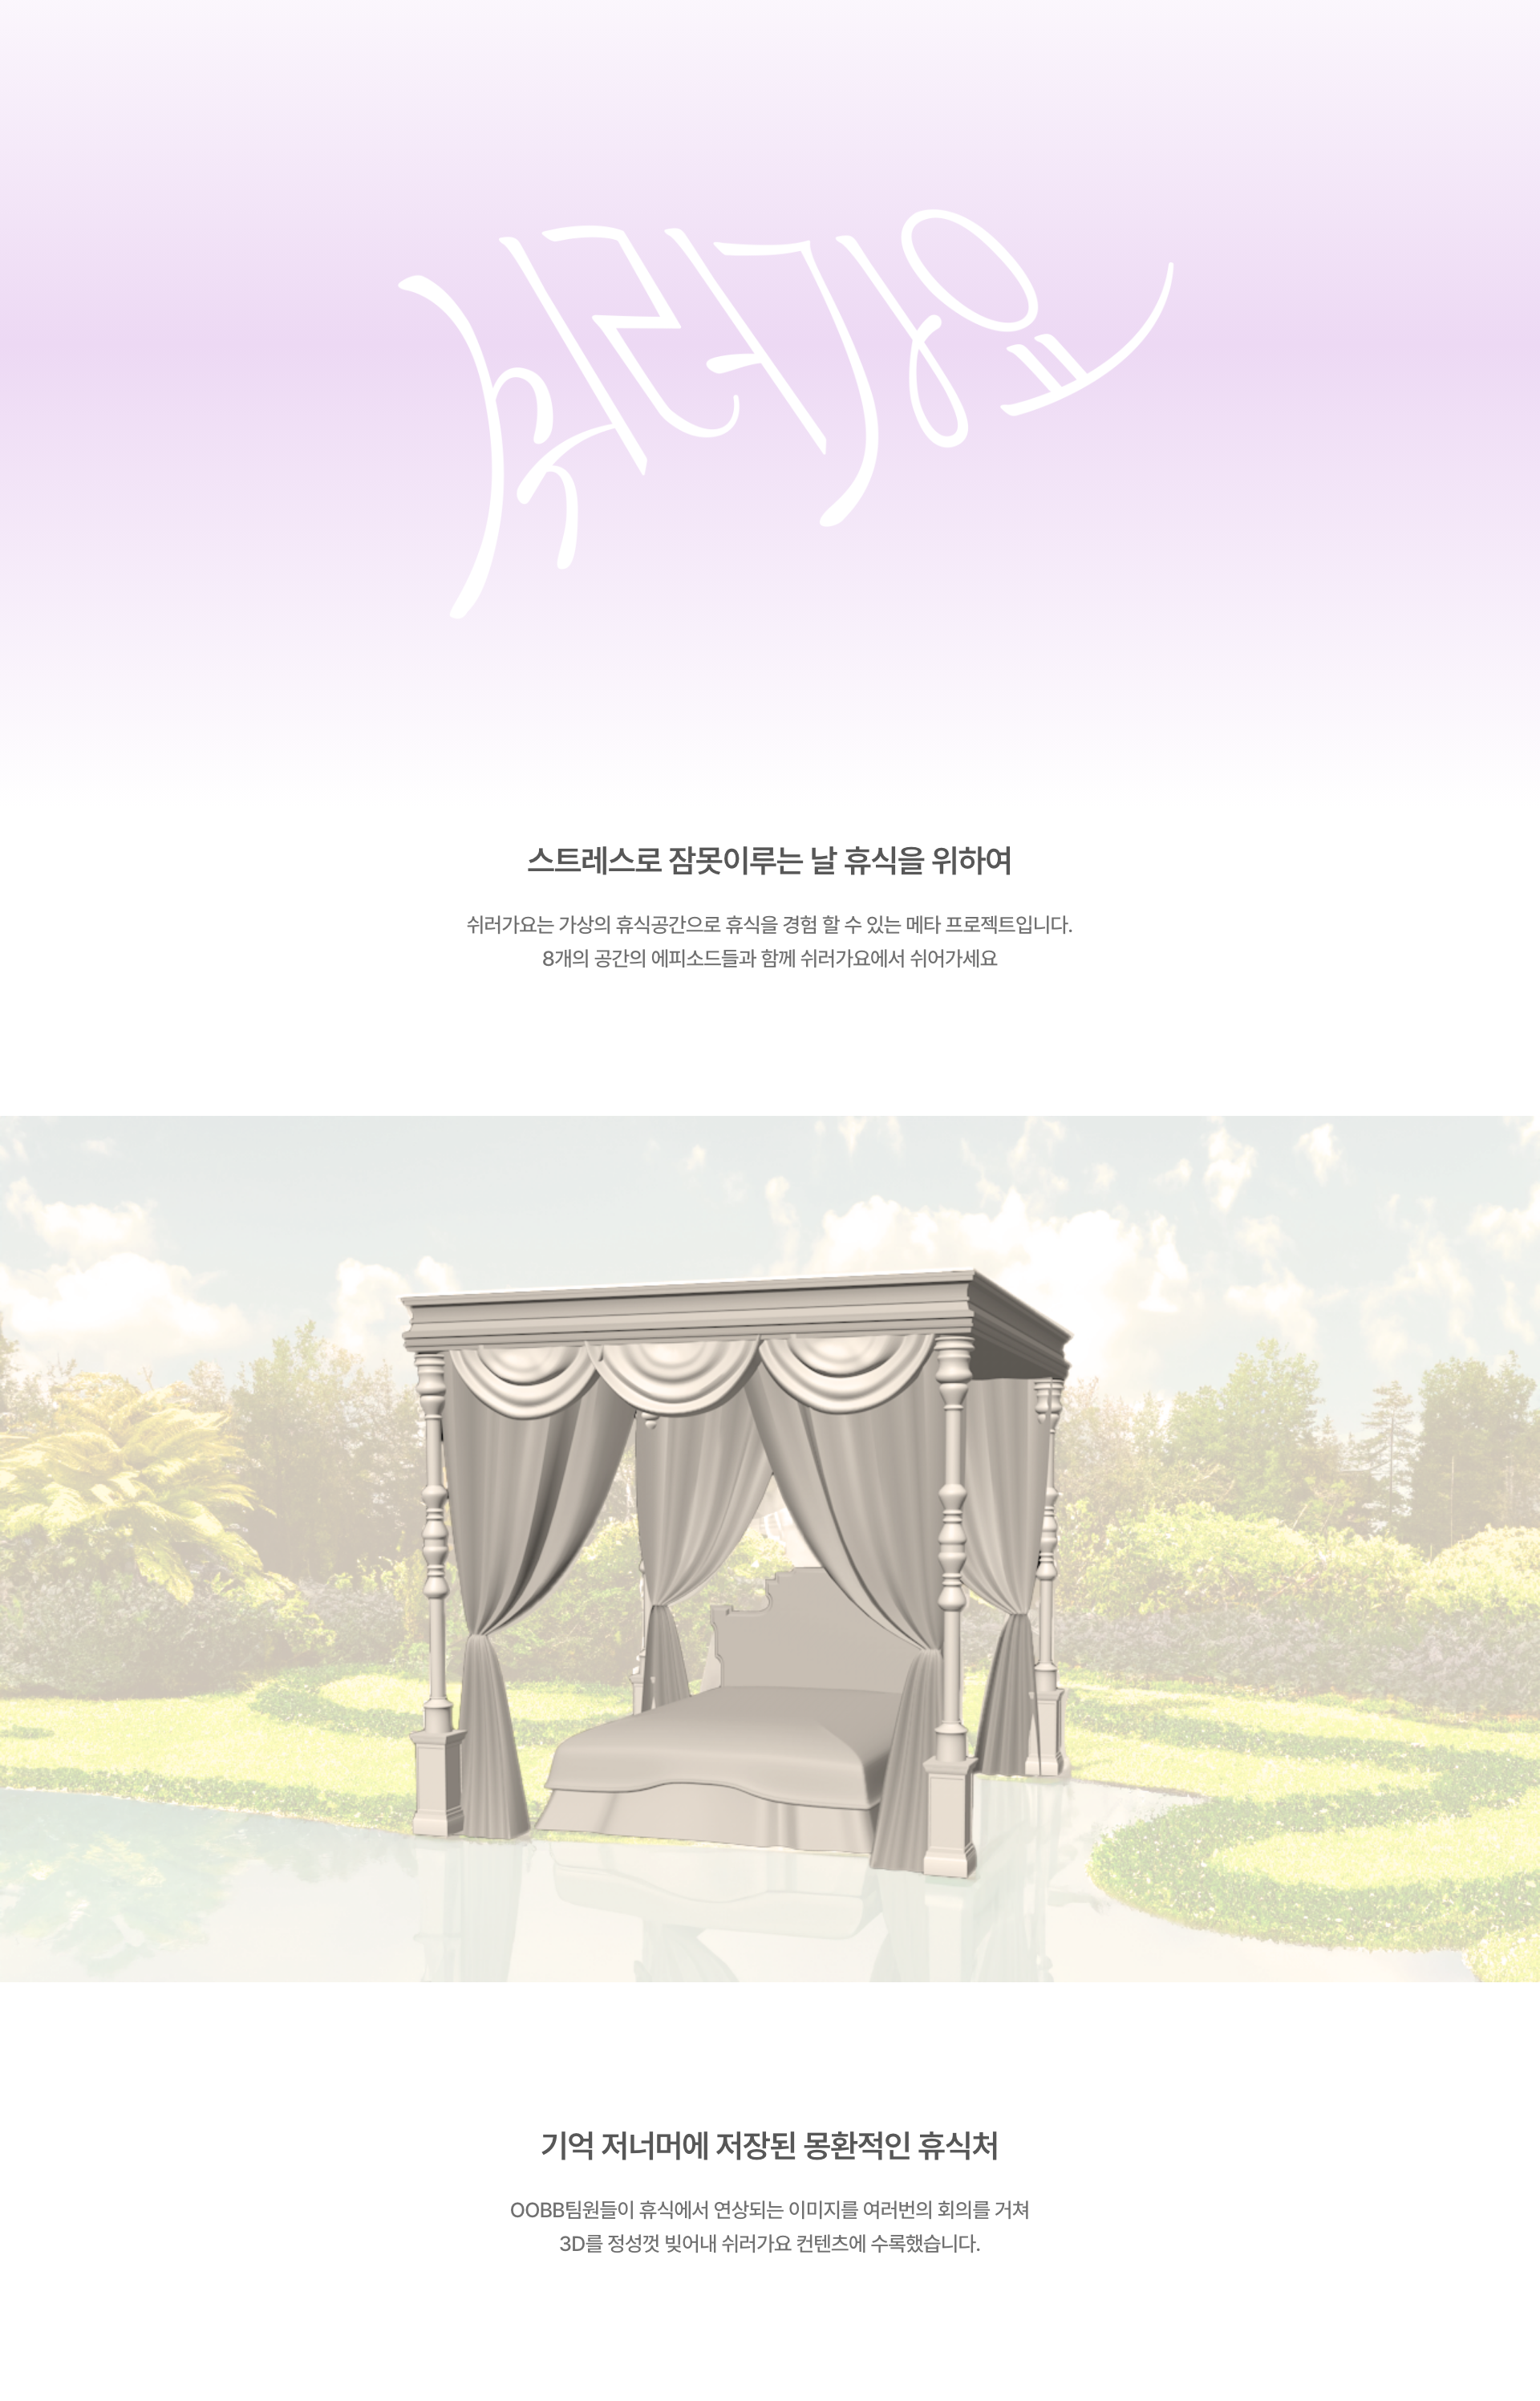 쉬러가요
스트레스로 잠못이루는 날 휴식을 위하여
쉬러가요는 가상의 휴식공간으로 휴식을 경험 할 수 있는 메타 프로젝트입니다.
8개의 공간의 에피소드들과 함께 쉬러가요에서 쉬어가세요
기억 저너머에 저장된 몽환적인 휴식처
OOBB팀원들이 휴식에서 연상되는 이미지를 여러번의 회의를 거쳐
3D를 정성껏 빚어내 쉬러가요 컨텐츠에 수록했습니다.